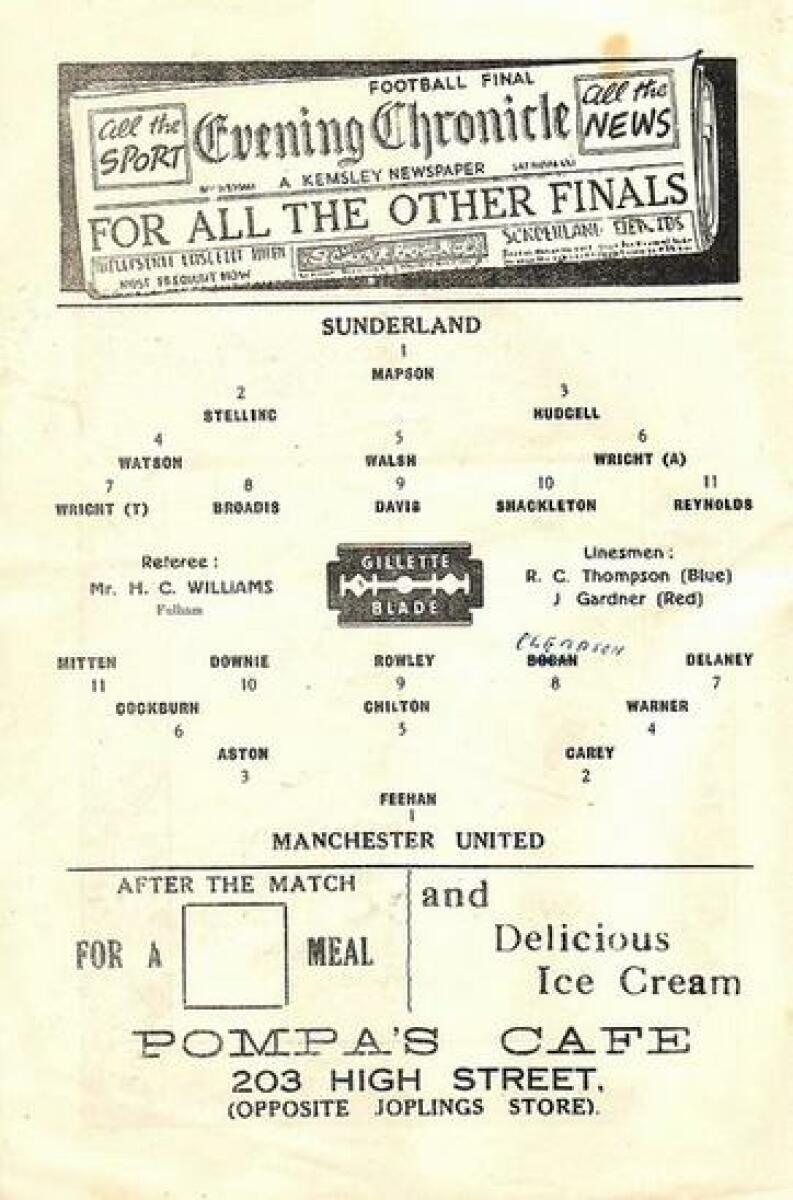 FOOTBALL FINAL
All the SPORT
Evening Chronicle
All the NEWS
A KEMSLEY NEWSPAPER
FOR ALL THE OTHER FINALS
SUNDERLAND
1
MAPSON
2 3
STELLING HUDGELL
4 5 6
WATSON WALSH WRIGHT (A)
7 8 9 10 11
WRIGHT (T) BROADIS DAVIS SHACKLETON REYNOLDS
Referee :
Mr. H. C. WILLIAMS
Fulham
GILLETTE
BLADE
Linesmen :
R. C. Thompson (Blue)
J Gardner (Red)
CLEMPSON
MITTEN DOWNIE ROWLEY BOGAN DELANEY
11 10 9 8 7
COCKBURN CHILTON WARNER
6 5 4
ASTON CAREY
3 2
FEEHAN
1
MANCHESTER UNITED
AFTER THE MATCH
FOR A MEAL
and
Delicious
Ice Cream
POMPA'S CAFE
203 HIGH STREET,
(OPPOSITE JOPLINGS STORE).